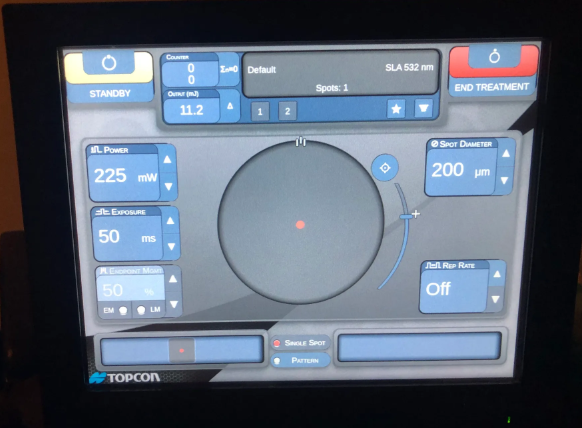 COUNTER
0
0
Σn/∞0
OUTPUT (mJ)
11.2
Δ
STANDBY
Default
SLA 532 nm
Spots: 1
1 2
END TREATMENT
POWER
225 mW
EXPOSURE
50 ms
ENDPOINT MGMT
50 %
EM LM
SPOT DIAMETER
200 µm
REP RATE
Off
SINGLE SPOT
PATTERN
TOPCON